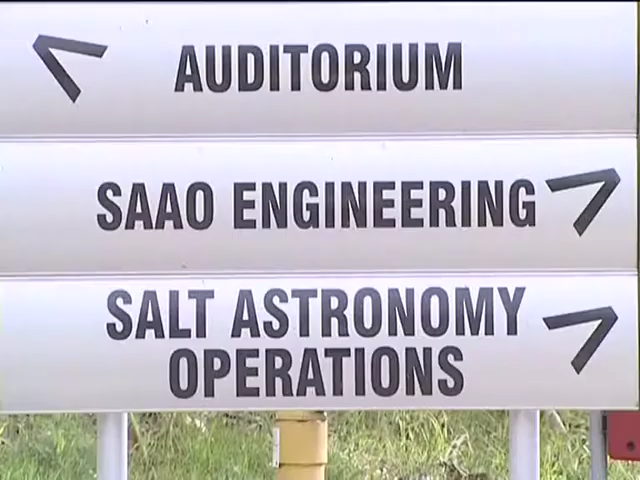 AUDITORIUM
SAAO ENGINEERING
SALT ASTRONOMY
OPERATIONS